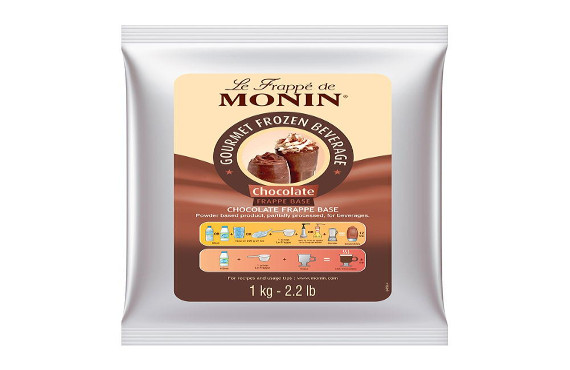 Le Frappé de
MONIN®
GOURMET FROZEN BEVERAGE
Chocolate
FRAPPE BASE
CHOCOLATE FRAPPE BASE
Powder based product, partially processed, for beverages.
For recipes and usage tips : www.monin.com
1 kg - 2.2 lb